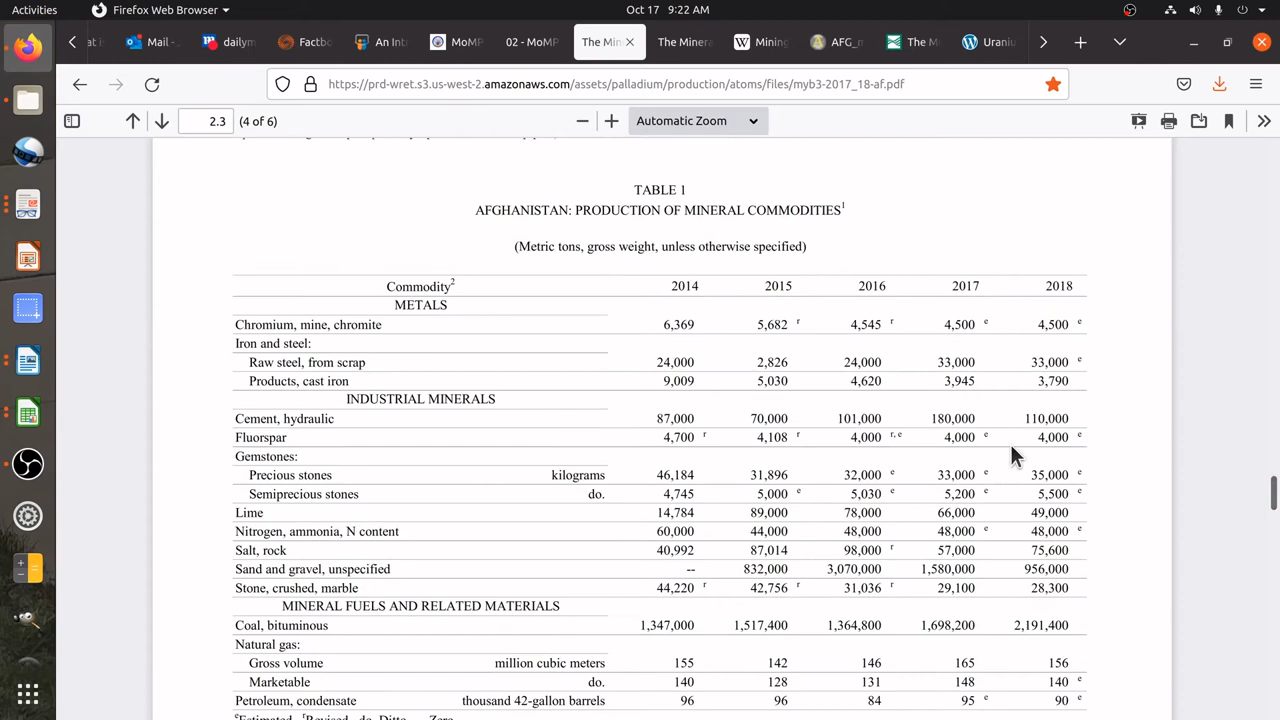 Activities Firefox Web Browser Oct 17 9:22 AM
at is Mail - dailym Factbo An Intr MoMP 02 - MoMP The Min The Minera Mining AFG_m The M Uraniu
https://prd-wret.s3.us-west-2.amazonaws.com/assets/palladium/production/atoms/files/myb3-2017_18-af.pdf
2.3 (4 of 6) Automatic Zoom
TABLE 1
AFGHANISTAN: PRODUCTION OF MINERAL COMMODITIES1
(Metric tons, gross weight, unless otherwise specified)
Commodity2 2014 2015 2016 2017 2018
METALS
Chromium, mine, chromite 6,369 5,682 r 4,545 r 4,500 e 4,500 e
Iron and steel:
Raw steel, from scrap 24,000 2,826 24,000 33,000 33,000 e
Products, cast iron 9,009 5,030 4,620 3,945 3,790
INDUSTRIAL MINERALS
Cement, hydraulic 87,000 70,000 101,000 180,000 110,000
Fluorspar 4,700 r 4,108 r 4,000 r, e 4,000 e 4,000 e
Gemstones:
Precious stones kilograms 46,184 31,896 32,000 e 33,000 e 35,000 e
Semiprecious stones do. 4,745 5,000 e 5,030 e 5,200 e 5,500 e
Lime 14,784 89,000 78,000 66,000 49,000
Nitrogen, ammonia, N content 60,000 44,000 48,000 48,000 e 48,000 e
Salt, rock 40,992 87,014 98,000 r 57,000 75,600
Sand and gravel, unspecified -- 832,000 3,070,000 1,580,000 956,000
Stone, crushed, marble 44,220 r 42,756 r 31,036 r 29,100 28,300
MINERAL FUELS AND RELATED MATERIALS
Coal, bituminous 1,347,000 1,517,400 1,364,800 1,698,200 2,191,400
Natural gas:
Gross volume million cubic meters 155 142 146 165 156
Marketable do. 140 128 131 148 140 e
Petroleum, condensate thousand 42-gallon barrels 96 96 84 95 e 90 e